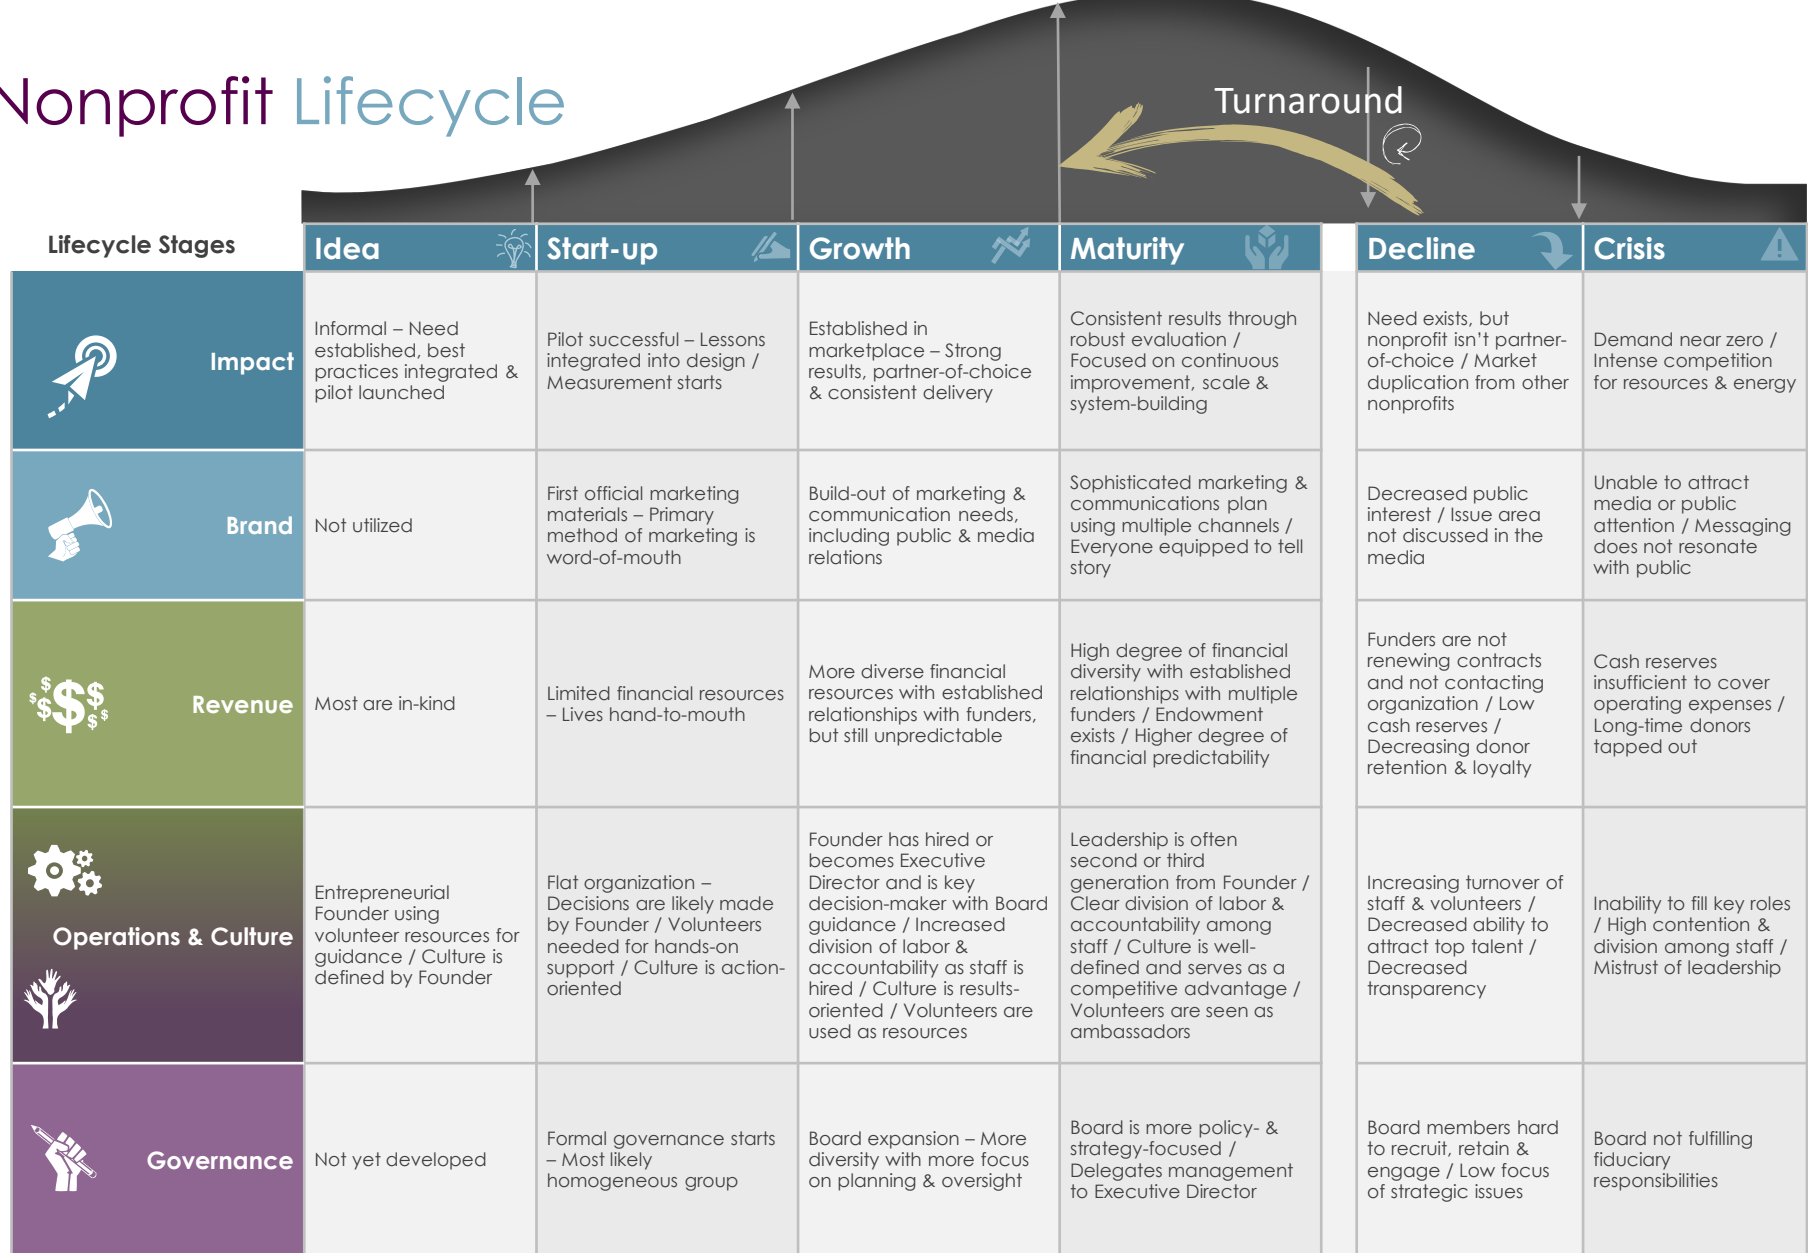 Nonprofit Lifecycle
Turnaround
Lifecycle Stages
Idea
Start-up
Growth
Maturity
Decline
Crisis
Impact
Informal – Need
established, best
practices integrated &
pilot launched
Pilot successful – Lessons
integrated into design /
Measurement starts
Established in
marketplace – Strong
results, partner-of-choice
& consistent delivery
Consistent results through
robust evaluation /
Focused on continuous
improvement, scale &
system-building
Need exists, but
nonprofit isn't partner-
of-choice / Market
duplication from other
nonprofits
Demand near zero /
Intense competition
for resources & energy
Brand
Not utilized
First official marketing
materials – Primary
method of marketing is
word-of-mouth
Build-out of marketing &
communication needs,
including public & media
relations
Sophisticated marketing &
communications plan
using multiple channels /
Everyone equipped to tell
story
Decreased public
interest / Issue area
not discussed in the
media
Unable to attract
media or public
attention / Messaging
does not resonate
with public
Revenue
Most are in-kind
Limited financial resources
– Lives hand-to-mouth
More diverse financial
resources with established
relationships with funders,
but still unpredictable
High degree of financial
diversity with established
relationships with multiple
funders / Endowment
exists / Higher degree of
financial predictability
Funders are not
renewing contracts
and not contacting
organization / Low
cash reserves /
Decreasing donor
retention & loyalty
Cash reserves
insufficient to cover
operating expenses /
Long-time donors
tapped out
Operations & Culture
Entrepreneurial
Founder using
volunteer resources for
guidance / Culture is
defined by Founder
Flat organization –
Decisions are likely made
by Founder / Volunteers
needed for hands-on
support / Culture is action-
oriented
Founder has hired or
becomes Executive
Director and is key
decision-maker with Board
guidance / Increased
division of labor &
accountability as staff is
hired / Culture is results-
oriented / Volunteers are
used as resources
Leadership is often
second or third
generation from Founder /
Clear division of labor &
accountability among
staff / Culture is well-
defined and serves as a
competitive advantage /
Volunteers are seen as
ambassadors
Increasing turnover of
staff & volunteers /
Decreased ability to
attract top talent /
Decreased
transparency
Inability to fill key roles
/ High contention &
division among staff /
Mistrust of leadership
Governance
Not yet developed
Formal governance starts
– Most likely
homogeneous group
Board expansion – More
diversity with more focus
on planning & oversight
Board is more policy- &
strategy-focused /
Delegates management
to Executive Director
Board members hard
to recruit, retain &
engage / Low focus
of strategic issues
Board not fulfilling
fiduciary
responsibilities